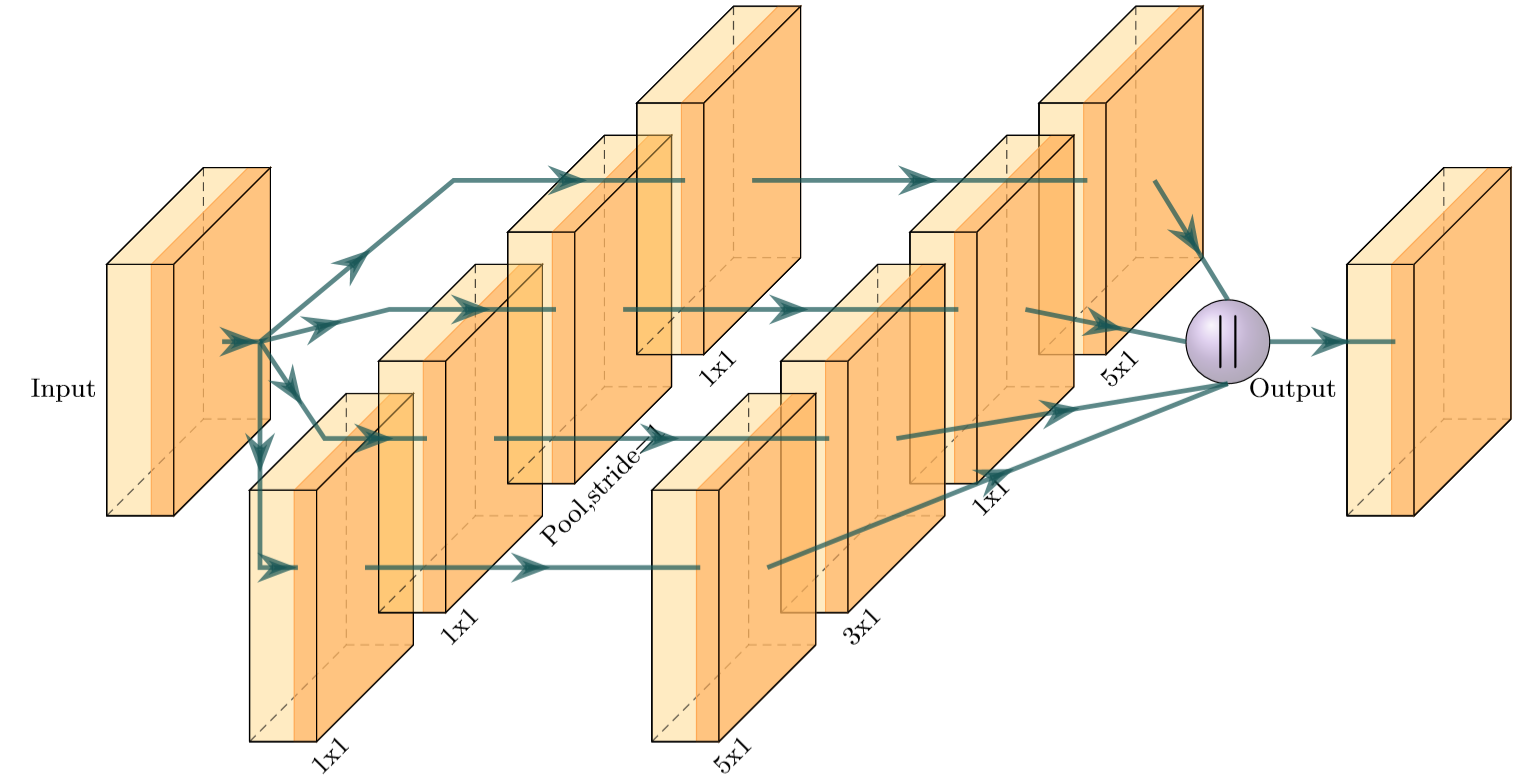 Input
1x1
1x1
Pool,stride=1
1x1
5x1
3x1
1x1
5x1
||
Output